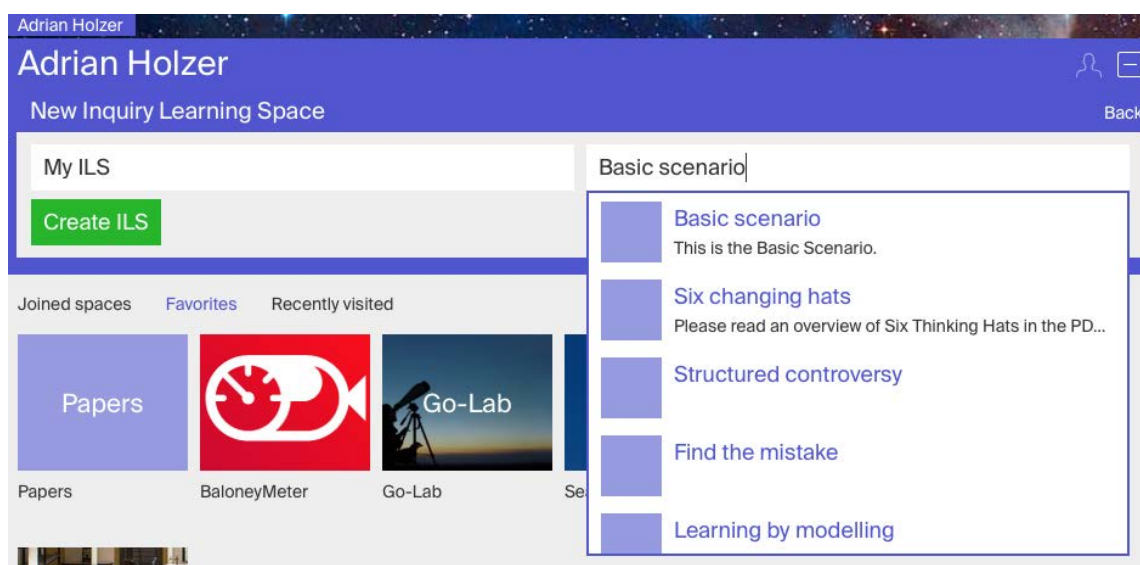 Adrian Holzer
Adrian Holzer
New Inquiry Learning Space
Back
My ILS
Basic scenario
Create ILS
Basic scenario
This is the Basic Scenario.
Six changing hats
Please read an overview of Six Thinking Hats in the PD...
Structured controversy
Find the mistake
Learning by modelling
Joined spaces Favorites Recently visited
Papers
Go-Lab
Papers BaloneyMeter Go-Lab